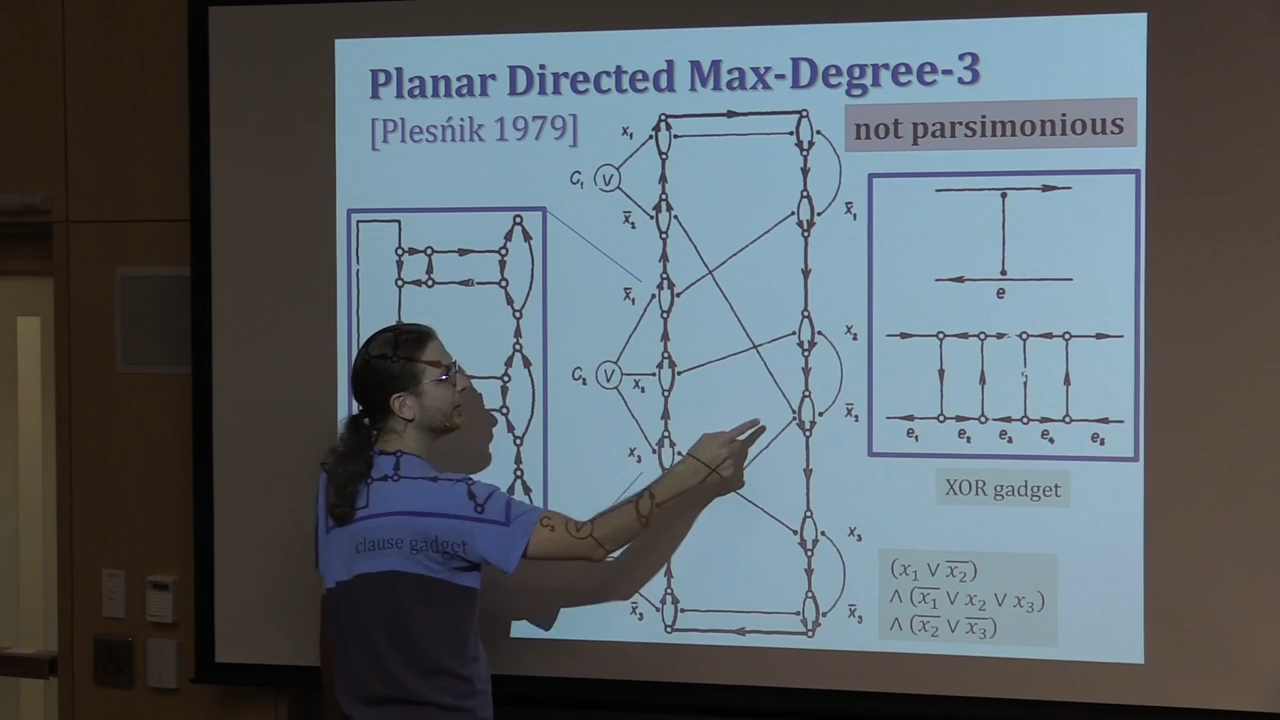 Planar Directed Max-Degree-3
[Plesńik 1979]
not parsimonious
x₁
C₁
V
x̅₂
x̅₁
x̅₁
C₂
V
x₂
x₂
x̅₂
x₃
C₃
V
x₃
x̅₃
x̅₃
clause gadget
e
e₁ e₂ e₃ e₄ e₅
XOR gadget
(x₁ ∨ x̅₂)
∧ (x̅₁ ∨ x₂ ∨ x₃)
∧ (x̅₂ ∨ x̅₃)